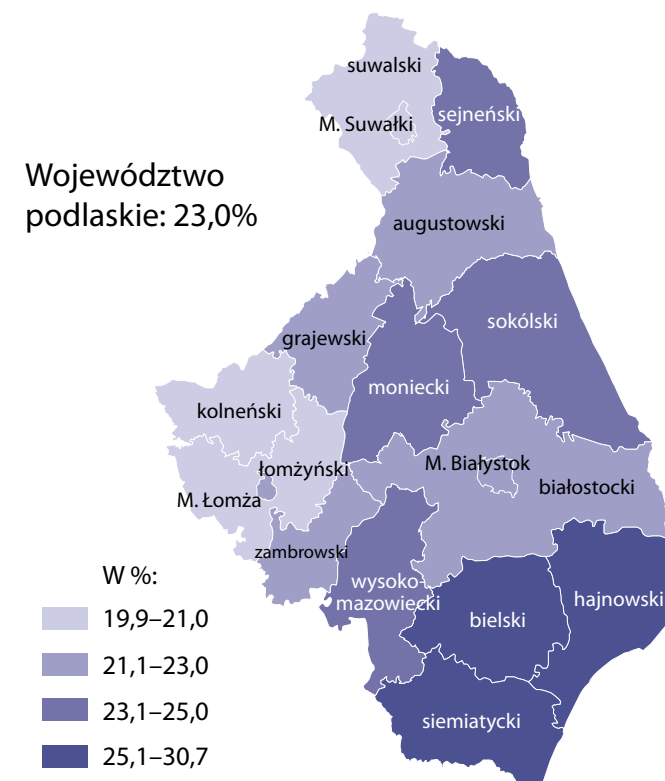 suwalski
M. Suwałki
sejneński
Województwo
podlaskie: 23,0%
augustowski
sokólski
grajewski
moniecki
kolneński
łomżyński
M. Białystok
białostocki
M. Łomża
zambrowski
wysoko-
mazowiecki
hajnowski
bielski
siemiatycki
W %:
19,9–21,0
21,1–23,0
23,1–25,0
25,1–30,7